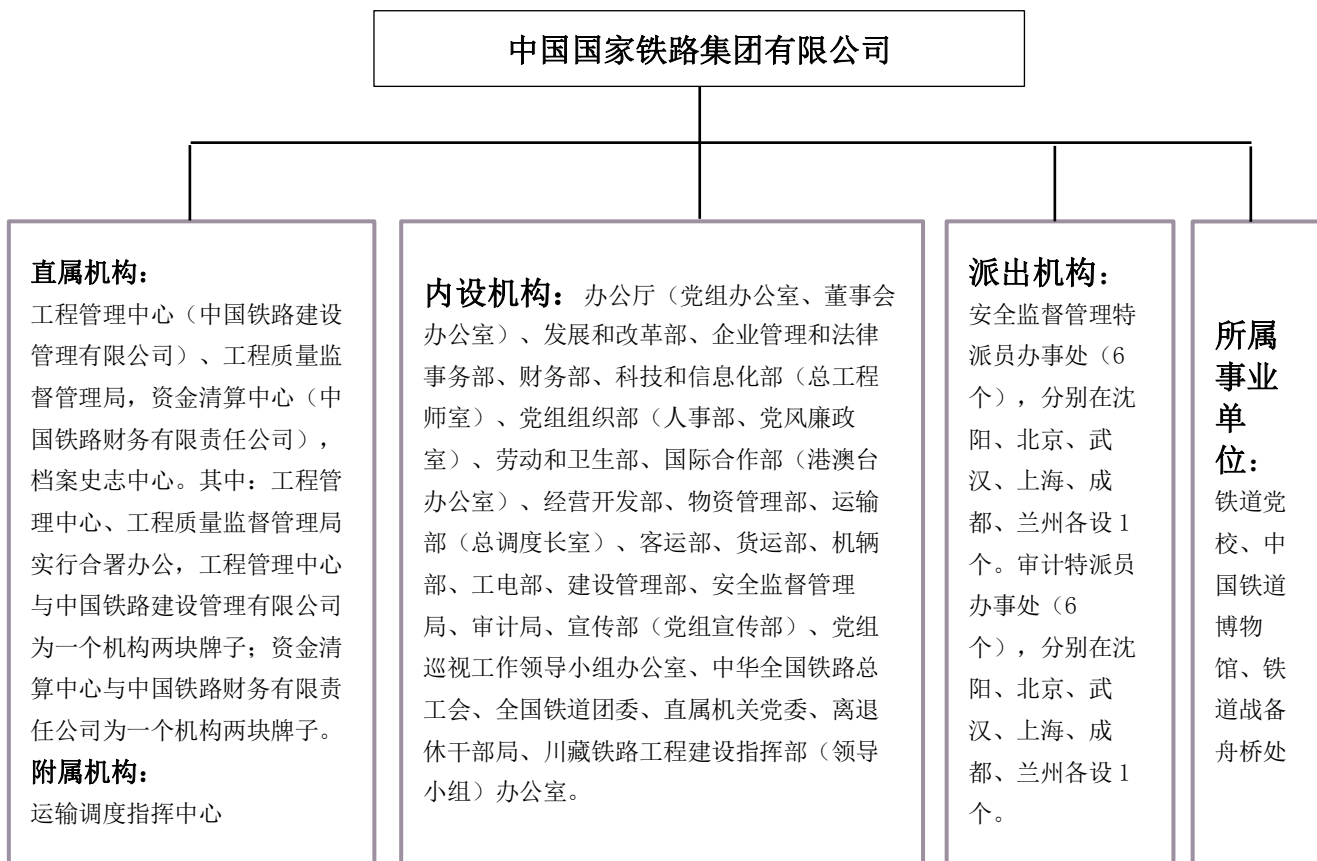 中国国家铁路集团有限公司
直属机构：
工程管理中心（中国铁路建设
管理有限公司）、工程质量监
督管理局，资金清算中心（中
国铁路财务有限责任公司），
档案史志中心。其中：工程管
理中心、工程质量监督管理局
实行合署办公，工程管理中心
与中国铁路建设管理有限公司
为一个机构两块牌子；资金清
算中心与中国铁路财务有限责
任公司为一个机构两块牌子。
附属机构：
运输调度指挥中心
内设机构：办公厅（党组办公室、董事会
办公室）、发展和改革部、企业管理和法律
事务部、财务部、科技和信息化部（总工程
师室）、党组组织部（人事部、党风廉政
室）、劳动和卫生部、国际合作部（港澳台
办公室）、经营开发部、物资管理部、运输
部（总调度长室）、客运部、货运部、机辆
部、工电部、建设管理部、安全监督管理
局、审计局、宣传部（党组宣传部）、党组
巡视工作领导小组办公室、中华全国铁路总
工会、全国铁道团委、直属机关党委、离退
休干部局、川藏铁路工程建设指挥部（领导
小组）办公室。
派出机构：
安全监督管理特
派员办事处（6
个），分别在沈
阳、北京、武
汉、上海、成
都、兰州各设1
个。审计特派员
办事处（6
个），分别在沈
阳、北京、武
汉、上海、成
都、兰州各设1
个。
所属
事业
单
位：
铁道党
校、中
国铁道
博物
馆、铁
道战备
舟桥处